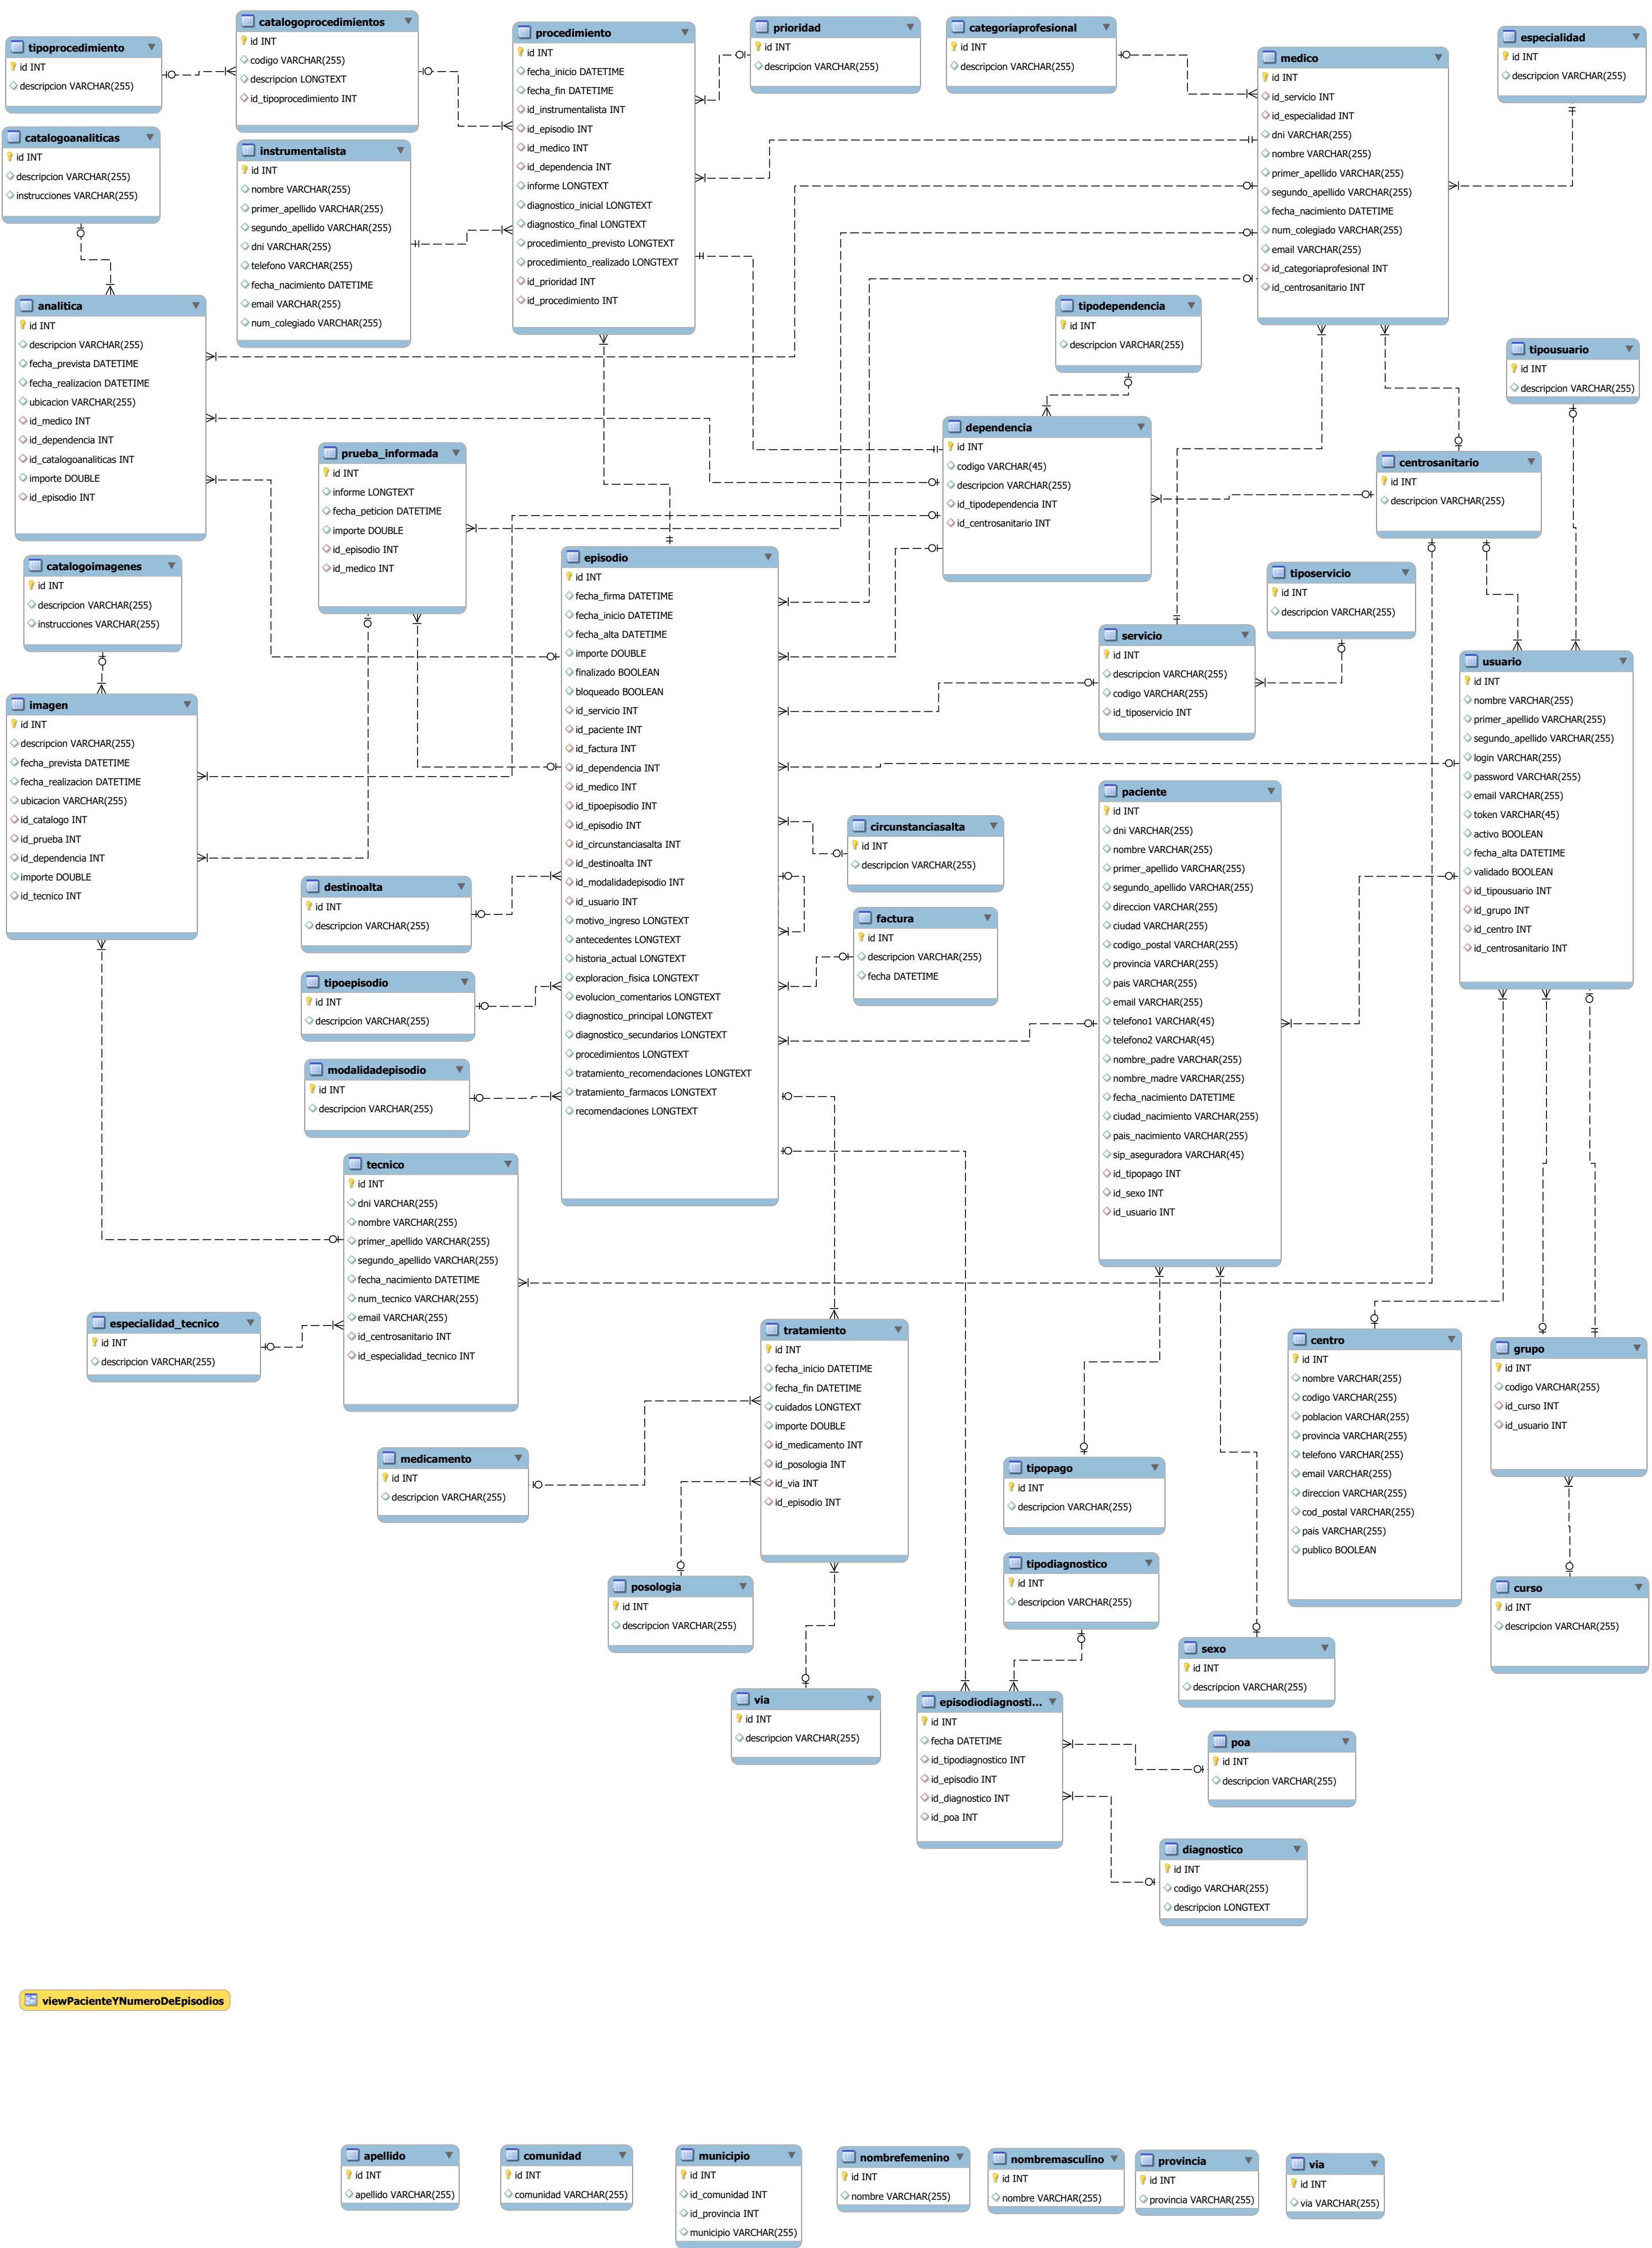 tipoprocedimiento
id INT
descripcion VARCHAR(255)
catalogoprocedimientos
id INT
codigo VARCHAR(255)
descripcion LONGTEXT
id_tipoprocedimiento INT
procedimiento
id INT
fecha_inicio DATETIME
fecha_fin DATETIME
id_instrumentalista INT
id_episodio INT
id_medico INT
id_dependencia INT
informe LONGTEXT
diagnostico_inicial LONGTEXT
diagnostico_final LONGTEXT
procedimiento_previsto LONGTEXT
procedimiento_realizado LONGTEXT
id_prioridad INT
id_procedimiento INT
prioridad
id INT
descripcion VARCHAR(255)
categoriaprofesional
id INT
descripcion VARCHAR(255)
medico
id INT
id_servicio INT
id_especialidad INT
dni VARCHAR(255)
nombre VARCHAR(255)
primer_apellido VARCHAR(255)
segundo_apellido VARCHAR(255)
fecha_nacimiento DATETIME
num_colegiado VARCHAR(255)
email VARCHAR(255)
id_categoriaprofesional INT
id_centrosanitario INT
especialidad
id INT
descripcion VARCHAR(255)
catalogoanaliticas
id INT
descripcion VARCHAR(255)
instrucciones VARCHAR(255)
instrumentalista
id INT
nombre VARCHAR(255)
primer_apellido VARCHAR(255)
segundo_apellido VARCHAR(255)
dni VARCHAR(255)
telefono VARCHAR(255)
fecha_nacimiento DATETIME
email VARCHAR(255)
num_colegiado VARCHAR(255)
analitica
id INT
descripcion VARCHAR(255)
fecha_prevista DATETIME
fecha_realizacion DATETIME
ubicacion VARCHAR(255)
id_medico INT
id_dependencia INT
id_catalogoanaliticas INT
importe DOUBLE
id_episodio INT
tipodependencia
id INT
descripcion VARCHAR(255)
tipousuario
id INT
descripcion VARCHAR(255)
prueba_informada
id INT
informe LONGTEXT
fecha_peticion DATETIME
importe DOUBLE
id_episodio INT
id_medico INT
dependencia
id INT
codigo VARCHAR(45)
descripcion VARCHAR(255)
id_tipodependencia INT
id_centrosanitario INT
centrosanitario
id INT
descripcion VARCHAR(255)
catalogoimagenes
id INT
descripcion VARCHAR(255)
instrucciones VARCHAR(255)
episodio
id INT
fecha_firma DATETIME
fecha_inicio DATETIME
fecha_alta DATETIME
importe DOUBLE
finalizado BOOLEAN
bloqueado BOOLEAN
id_servicio INT
id_paciente INT
id_factura INT
id_dependencia INT
id_medico INT
id_tipoepisodio INT
id_episodio INT
id_circunstanciasalta INT
id_destinoalta INT
id_modalidadepisodio INT
id_usuario INT
motivo_ingreso LONGTEXT
antecedentes LONGTEXT
historia_actual LONGTEXT
exploracion_fisica LONGTEXT
evolucion_comentarios LONGTEXT
diagnostico_principal LONGTEXT
diagnostico_secundarios LONGTEXT
procedimientos LONGTEXT
tratamiento_recomendaciones LONGTEXT
tratamiento_farmacos LONGTEXT
recomendaciones LONGTEXT
tiposervicio
id INT
descripcion VARCHAR(255)
servicio
id INT
descripcion VARCHAR(255)
codigo VARCHAR(255)
id_tiposervicio INT
usuario
id INT
nombre VARCHAR(255)
primer_apellido VARCHAR(255)
segundo_apellido VARCHAR(255)
login VARCHAR(255)
password VARCHAR(255)
email VARCHAR(255)
token VARCHAR(45)
activo BOOLEAN
fecha_alta DATETIME
validado BOOLEAN
id_tipousuario INT
id_grupo INT
id_centro INT
id_centrosanitario INT
imagen
id INT
descripcion VARCHAR(255)
fecha_prevista DATETIME
fecha_realizacion DATETIME
ubicacion VARCHAR(255)
id_catalogo INT
id_prueba INT
id_dependencia INT
importe DOUBLE
id_tecnico INT
paciente
id INT
dni VARCHAR(255)
nombre VARCHAR(255)
primer_apellido VARCHAR(255)
segundo_apellido VARCHAR(255)
direccion VARCHAR(255)
ciudad VARCHAR(255)
codigo_postal VARCHAR(255)
provincia VARCHAR(255)
pais VARCHAR(255)
email VARCHAR(255)
telefono1 VARCHAR(45)
telefono2 VARCHAR(45)
nombre_padre VARCHAR(255)
nombre_madre VARCHAR(255)
fecha_nacimiento DATETIME
ciudad_nacimiento VARCHAR(255)
pais_nacimiento VARCHAR(255)
sip_aseguradora VARCHAR(45)
id_tipopago INT
id_sexo INT
id_usuario INT
circunstanciasalta
id INT
descripcion VARCHAR(255)
destinoalta
id INT
descripcion VARCHAR(255)
factura
id INT
descripcion VARCHAR(255)
fecha DATETIME
tipoepisodio
id INT
descripcion VARCHAR(255)
modalidadepisodio
id INT
descripcion VARCHAR(255)
tecnico
id INT
dni VARCHAR(255)
nombre VARCHAR(255)
primer_apellido VARCHAR(255)
segundo_apellido VARCHAR(255)
fecha_nacimiento DATETIME
num_tecnico VARCHAR(255)
email VARCHAR(255)
id_centrosanitario INT
id_especialidad_tecnico INT
especialidad_tecnico
id INT
descripcion VARCHAR(255)
tratamiento
id INT
fecha_inicio DATETIME
fecha_fin DATETIME
cuidados LONGTEXT
importe DOUBLE
id_medicamento INT
id_posologia INT
id_via INT
id_episodio INT
centro
id INT
nombre VARCHAR(255)
codigo VARCHAR(255)
poblacion VARCHAR(255)
provincia VARCHAR(255)
telefono VARCHAR(255)
email VARCHAR(255)
direccion VARCHAR(255)
cod_postal VARCHAR(255)
pais VARCHAR(255)
publico BOOLEAN
grupo
id INT
codigo VARCHAR(255)
id_curso INT
id_usuario INT
medicamento
id INT
descripcion VARCHAR(255)
tipopago
id INT
descripcion VARCHAR(255)
tipodiagnostico
id INT
descripcion VARCHAR(255)
posologia
id INT
descripcion VARCHAR(255)
curso
id INT
descripcion VARCHAR(255)
sexo
id INT
descripcion VARCHAR(255)
via
id INT
descripcion VARCHAR(255)
episodiodiagnosti...
id INT
fecha DATETIME
id_tipodiagnostico INT
id_episodio INT
id_diagnostico INT
id_poa INT
poa
id INT
descripcion VARCHAR(255)
diagnostico
id INT
codigo VARCHAR(255)
descripcion LONGTEXT
viewPacienteYNumeroDeEpisodios
apellido
id INT
apellido VARCHAR(255)
comunidad
id INT
comunidad VARCHAR(255)
municipio
id INT
id_comunidad INT
id_provincia INT
municipio VARCHAR(255)
nombrefemenino
id INT
nombre VARCHAR(255)
nombremasculino
id INT
nombre VARCHAR(255)
provincia
id INT
provincia VARCHAR(255)
via
id INT
via VARCHAR(255)